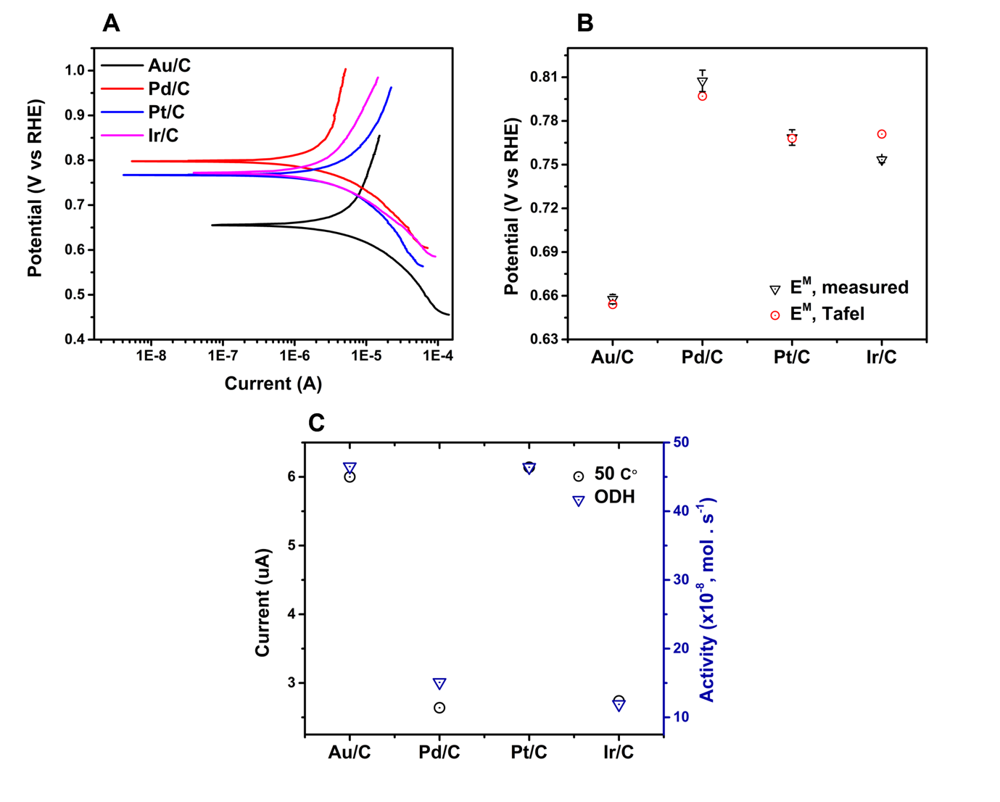 A
Au/C
Pd/C
Pt/C
Ir/C
1.0
0.9
0.8
0.7
0.6
0.5
0.4
Potential (V vs RHE)
1E-8 1E-7 1E-6 1E-5 1E-4
Current (A)
B
0.81
0.78
0.75
0.72
0.69
0.66
0.63
Potential (V vs RHE)
E^M, measured
E^M, Tafel
Au/C Pd/C Pt/C Ir/C
C
6
5
4
3
Current (uA)
50 C°
ODH
50
40
30
20
10
Activity (x10^-8, mol . s^-1)
Au/C Pd/C Pt/C Ir/C